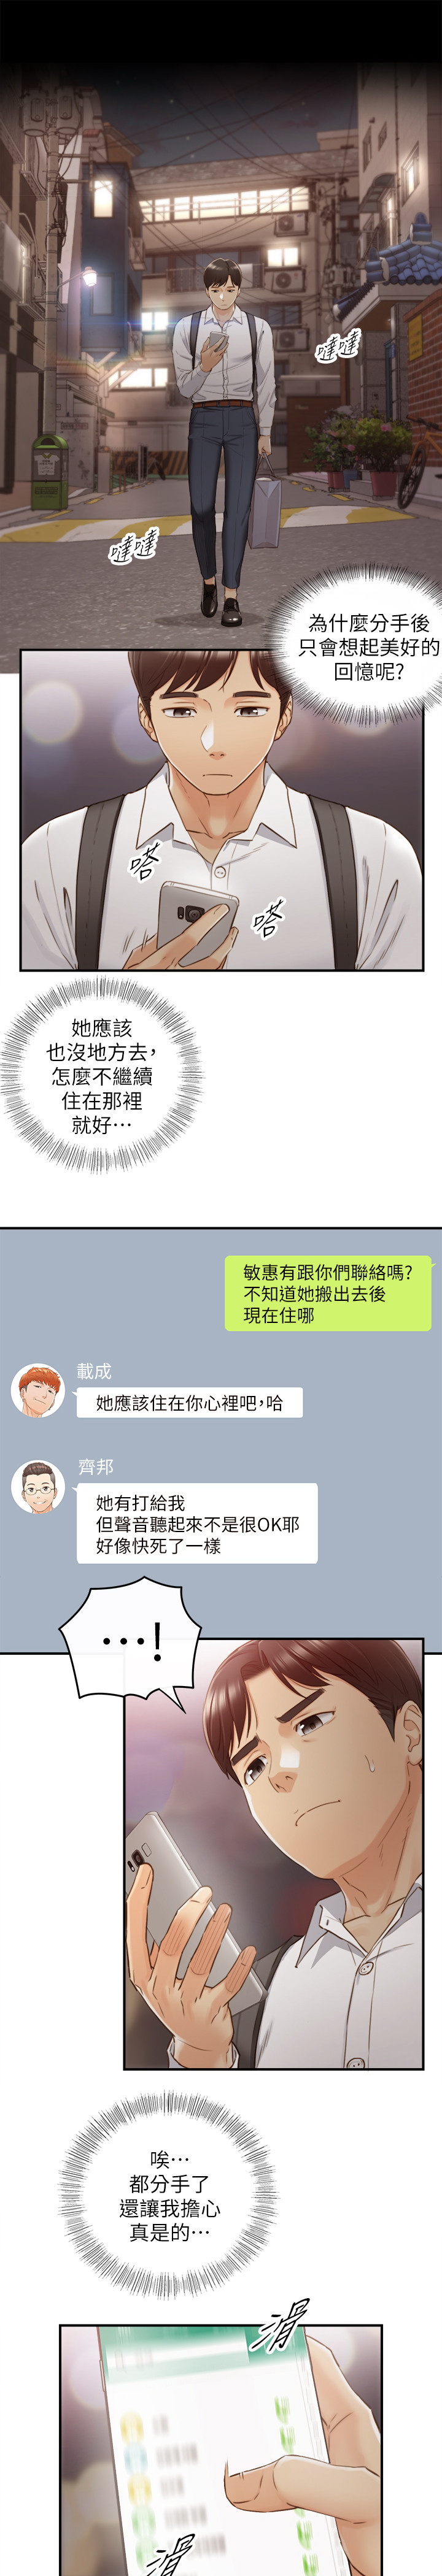 噠噠
噠噠
為什麼分手後
只會想起美好的
回憶呢?
嗒
嗒
她應該
也沒地方去,
怎麼不繼續
住在那裡
就好…
敏惠有跟你們聯絡嗎?
不知道她搬出去後
現在住哪
載成
她應該住在你心裡吧,哈
齊邦
她有打給我
但聲音聽起來不是很OK耶
好像快死了一樣
…!
唉…
都分手了
還讓我擔心
真是的…
滑
滑